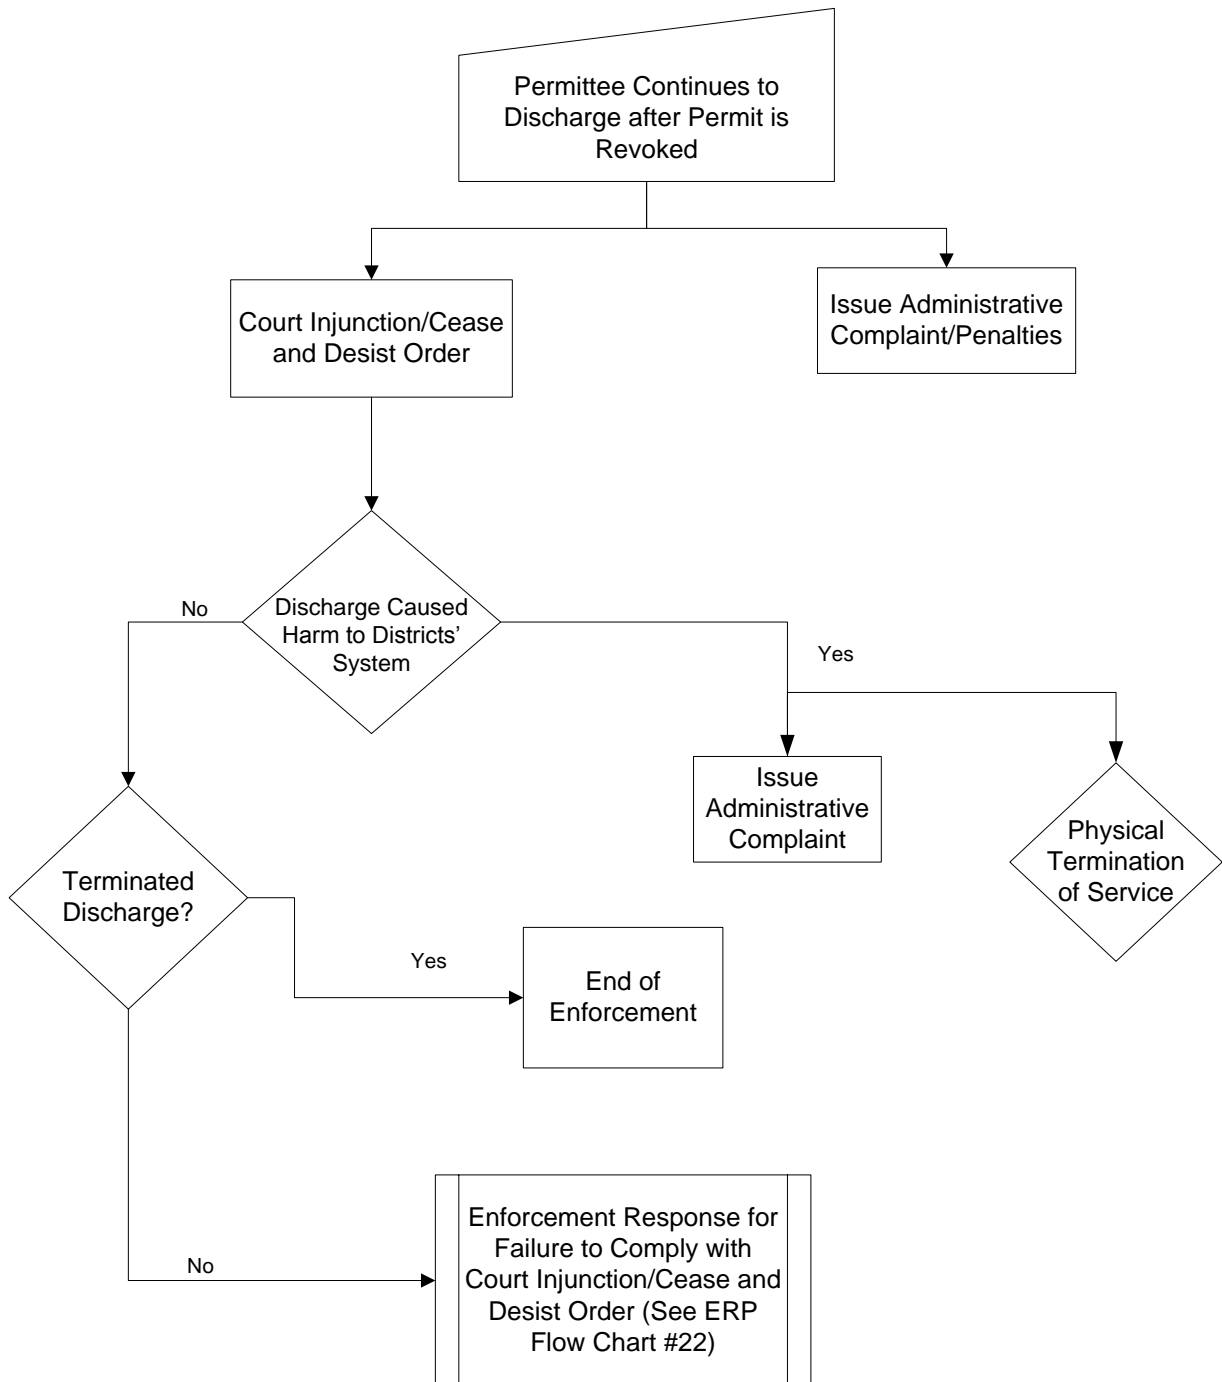 Permittee Continues to
Discharge after Permit is
Revoked
Court Injunction/Cease
and Desist Order
Issue Administrative
Complaint/Penalties
No
Discharge Caused
Harm to Districts'
System
Yes
Issue
Administrative
Complaint
Physical
Termination
of Service
Terminated
Discharge?
Yes
End of
Enforcement
No
Enforcement Response for
Failure to Comply with
Court Injunction/Cease and
Desist Order (See ERP
Flow Chart #22)